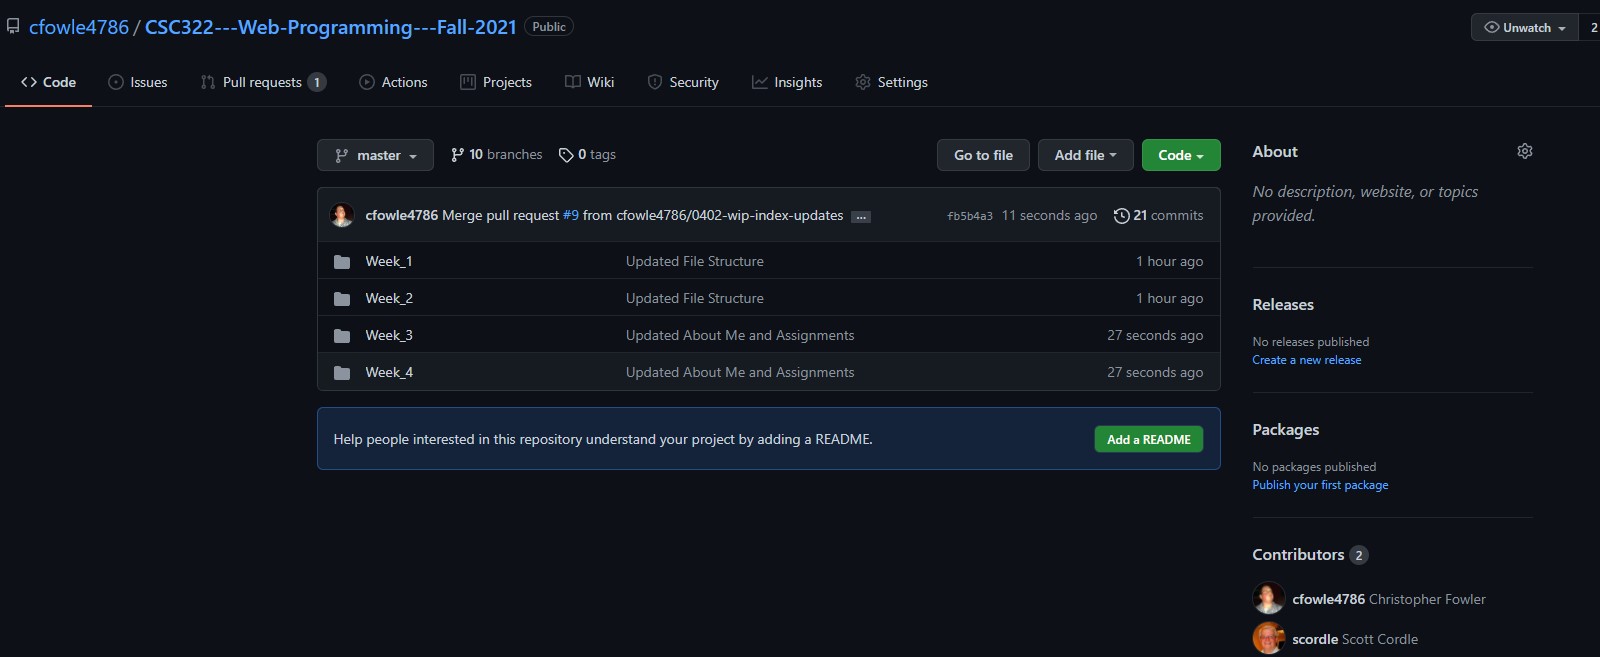 cfowle4786 / CSC322---Web-Programming---Fall-2021 Public
Unwatch 2
Code Issues Pull requests 1 Actions Projects Wiki Security Insights Settings
master 10 branches 0 tags Go to file Add file Code
cfowle4786 Merge pull request #9 from cfowle4786/0402-wip-index-updates ... fb5b4a3 11 seconds ago 21 commits
Week_1 Updated File Structure 1 hour ago
Week_2 Updated File Structure 1 hour ago
Week_3 Updated About Me and Assignments 27 seconds ago
Week_4 Updated About Me and Assignments 27 seconds ago
Help people interested in this repository understand your project by adding a README. Add a README
About
No description, website, or topics
provided.
Releases
No releases published
Create a new release
Packages
No packages published
Publish your first package
Contributors 2
cfowle4786 Christopher Fowler
scordle Scott Cordle